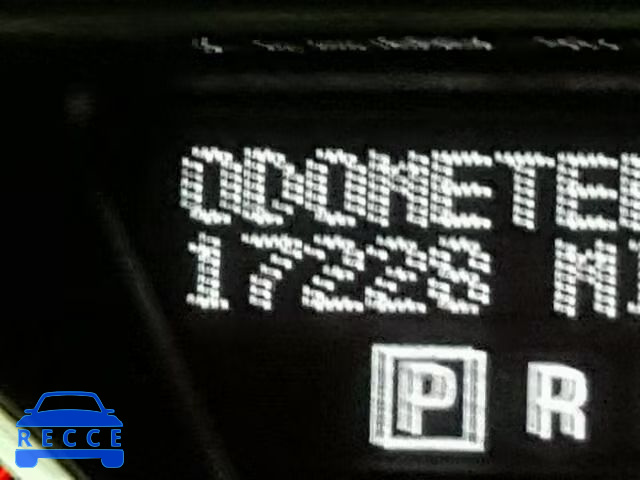 ODOMETER
17228 MI
P R
RECCE